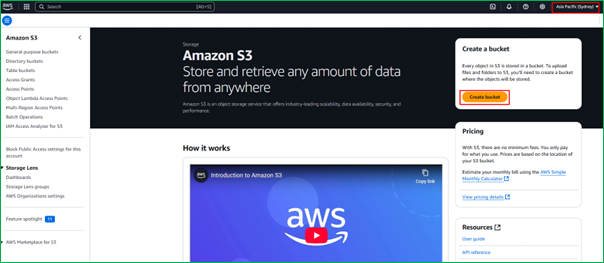 aws
Search
[Alt+S]
Asia Pacific (Sydney)
Amazon S3
General purpose buckets
Directory buckets
Table buckets
Access Grants
Access Points
Object Lambda Access Points
Multi-Region Access Points
Batch Operations
IAM Access Analyzer for S3
Block Public Access settings for this
account
Storage Lens
Dashboards
Storage Lens groups
AWS Organizations settings
Feature spotlight 11
AWS Marketplace for S3
Storage
Amazon S3
Store and retrieve any amount of data
from anywhere
Amazon S3 is an object storage service that offers industry-leading scalability, data availability, security, and
performance.
How it works
aws
Introduction to Amazon S3
Copy link
aws
Create a bucket
Every object in S3 is stored in a bucket. To upload
files and folders to S3, you'll need to create a bucket
where the objects will be stored.
Create bucket
Pricing
With S3, there are no minimum fees. You only pay
for what you use. Prices are based on the location of
your S3 bucket.
Estimate your monthly bill using the AWS Simple
Monthly Calculator
View pricing details
Resources
User guide
API reference